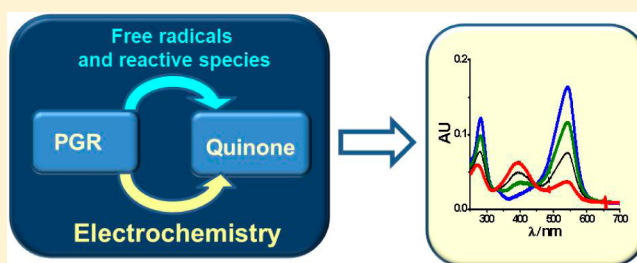 Free radicals
and reactive species
PGR
Quinone
Electrochemistry
AU
0.2
0.1
0.0
300 400 500 600 700
λ/nm